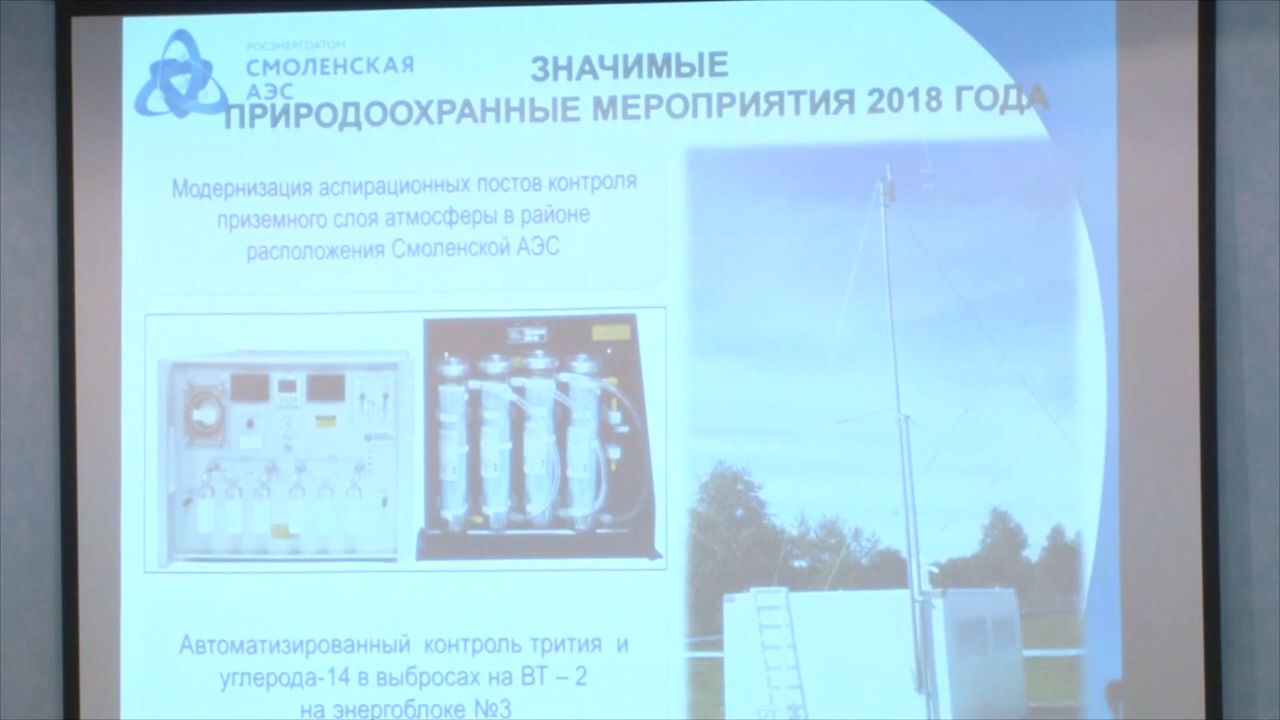 РОСЭНЕРГОАТОМ
СМОЛЕНСКАЯ
АЭС
ЗНАЧИМЫЕ
ПРИРОДООХРАННЫЕ МЕРОПРИЯТИЯ 2018 ГОДА
Модернизация аспирационных постов контроля
приземного слоя атмосферы в районе
расположения Смоленской АЭС
Автоматизированный контроль трития и
углерода-14 в выбросах на ВТ – 2
на энергоблоке №3